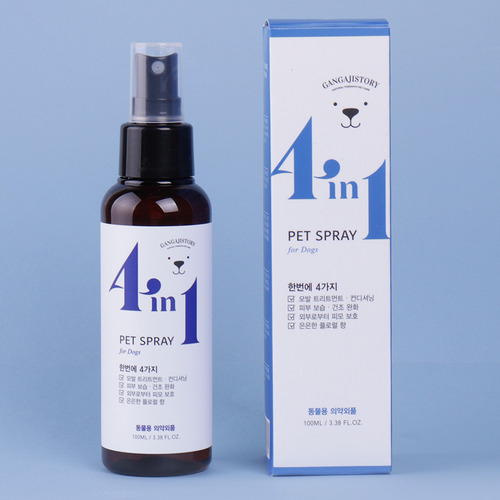 GANGAJISTORY
4 in 1
PET SPRAY
for Dogs
한번에 4가지
모발 트리트먼트 · 컨디셔닝
피부 보습 · 건조 완화
외부로부터 피모 보호
은은한 플로럴 향
동물용 의약외품
100ML / 3.38 FL.OZ.
GANGAJISTORY
4 in 1
PET SPRAY
for Dogs
한번에 4가지
모발 트리트먼트 · 컨디셔닝
피부 보습 · 건조 완화
외부로부터 피모 보호
은은한 플로럴 향
동물용 의약외품
100ML / 3.38 FL.OZ.